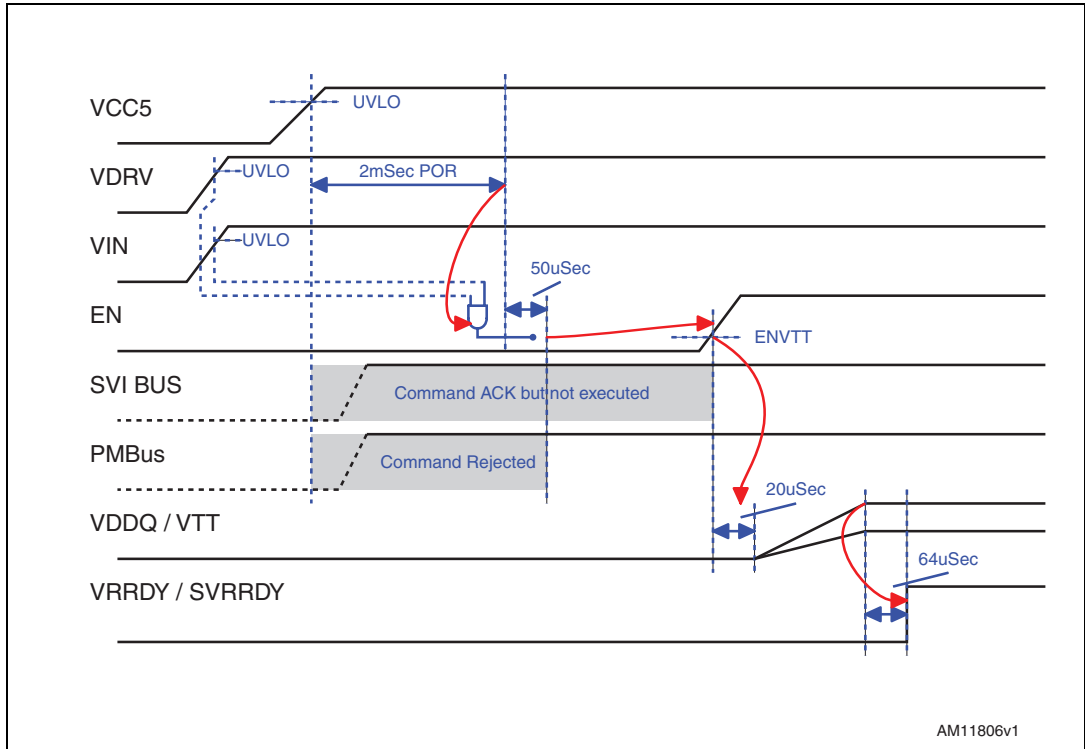 VCC5
UVLO
VDRV
UVLO
2mSec POR
VIN
UVLO
50uSec
EN
ENVTT
SVI BUS
Command ACK but not executed
PMBus
Command Rejected
20uSec
VDDQ / VTT
64uSec
VRRDY / SVRRDY
AM11806v1